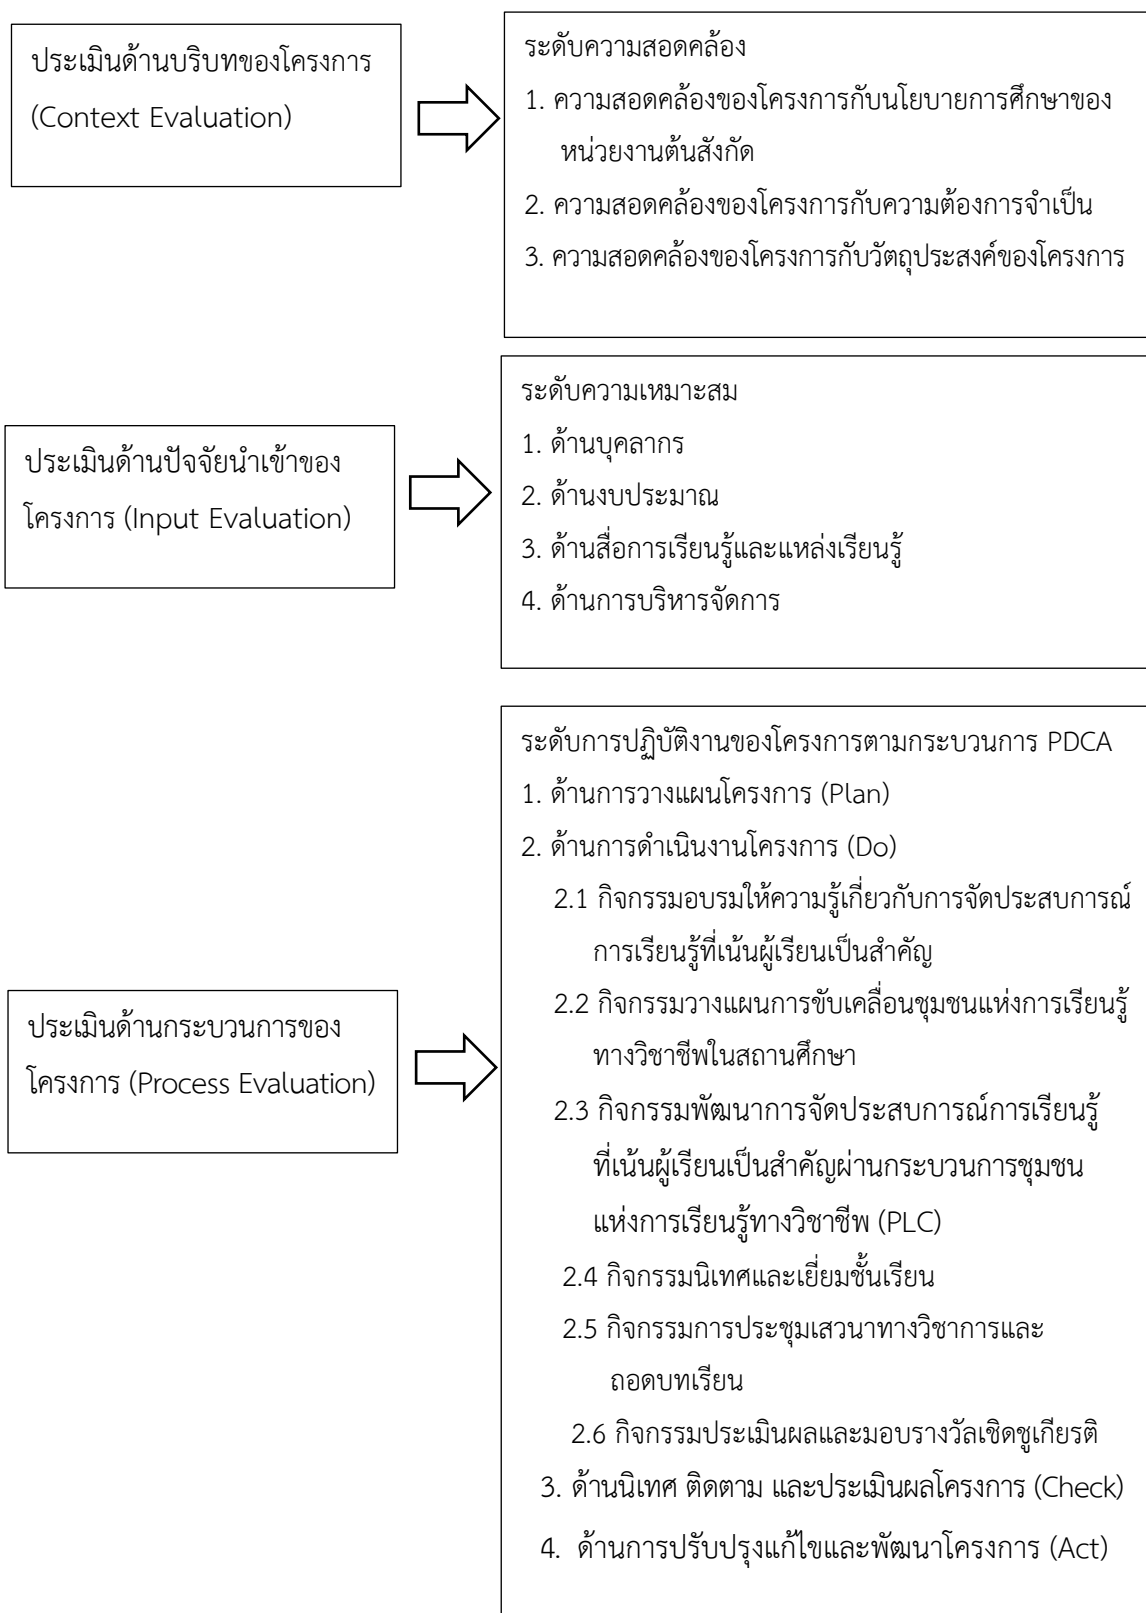 ประเมินด้านบริบทของโครงการ
(Context Evaluation)
ระดับความสอดคล้อง
1. ความสอดคล้องของโครงการกับนโยบายการศึกษาของ
หน่วยงานต้นสังกัด
2. ความสอดคล้องของโครงการกับความต้องการจำเป็น
3. ความสอดคล้องของโครงการกับวัตถุประสงค์ของโครงการ
ประเมินด้านปัจจัยนำเข้าของ
โครงการ (Input Evaluation)
ระดับความเหมาะสม
1. ด้านบุคลากร
2. ด้านงบประมาณ
3. ด้านสื่อการเรียนรู้และแหล่งเรียนรู้
4. ด้านการบริหารจัดการ
ประเมินด้านกระบวนการของ
โครงการ (Process Evaluation)
ระดับการปฏิบัติงานของโครงการตามกระบวนการ PDCA
1. ด้านการวางแผนโครงการ (Plan)
2. ด้านการดำเนินงานโครงการ (Do)
2.1 กิจกรรมอบรมให้ความรู้เกี่ยวกับการจัดประสบการณ์
การเรียนรู้ที่เน้นผู้เรียนเป็นสำคัญ
2.2 กิจกรรมวางแผนการขับเคลื่อนชุมชนแห่งการเรียนรู้
ทางวิชาชีพในสถานศึกษา
2.3 กิจกรรมพัฒนาการจัดประสบการณ์การเรียนรู้
ที่เน้นผู้เรียนเป็นสำคัญผ่านกระบวนการชุมชน
แห่งการเรียนรู้ทางวิชาชีพ (PLC)
2.4 กิจกรรมนิเทศและเยี่ยมชั้นเรียน
2.5 กิจกรรมการประชุมเสวนาทางวิชาการและ
ถอดบทเรียน
2.6 กิจกรรมประเมินผลและมอบรางวัลเชิดชูเกียรติ
3. ด้านนิเทศ ติดตาม และประเมินผลโครงการ (Check)
4. ด้านการปรับปรุงแก้ไขและพัฒนาโครงการ (Act)